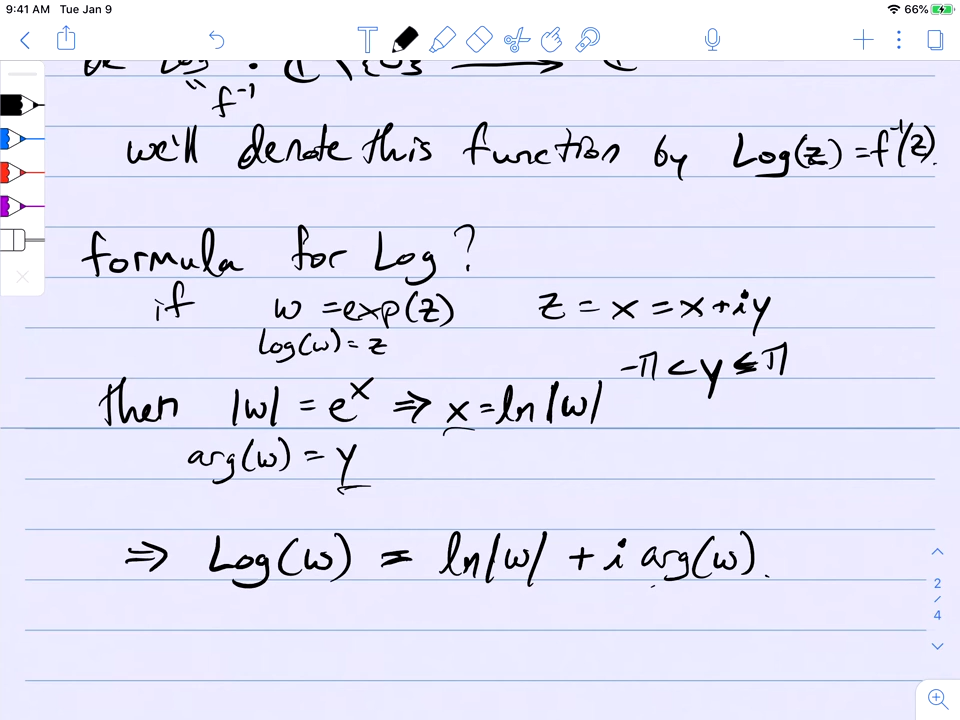 9:41 AM Tue Jan 9
66%
T
" f⁻¹
we'll denote this function by Log(z) = f⁻¹(z).
formula for Log?
if w = exp(z) z = x = x + iy
Log(w) = z
-π < y ≤ π
then |w| = eˣ ⇒ x = ln|w|
arg(w) = y
⇒ Log(w) = ln|w| + i arg(w).
2
/
4